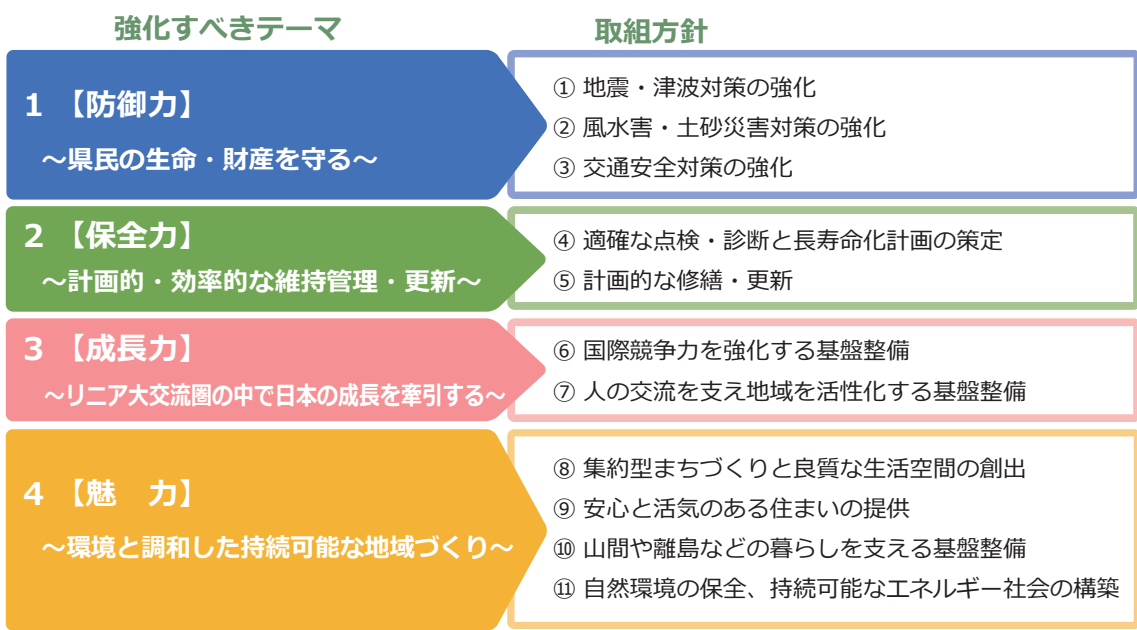 強化すべきテーマ
取組方針
1 【防御力】
～県民の生命・財産を守る～
① 地震・津波対策の強化
② 風水害・土砂災害対策の強化
③ 交通安全対策の強化
2 【保全力】
～計画的・効率的な維持管理・更新～
④ 適確な点検・診断と長寿命化計画の策定
⑤ 計画的な修繕・更新
3 【成長力】
～リニア大交流圏の中で日本の成長を牽引する～
⑥ 国際競争力を強化する基盤整備
⑦ 人の交流を支え地域を活性化する基盤整備
4 【魅　力】
～環境と調和した持続可能な地域づくり～
⑧ 集約型まちづくりと良質な生活空間の創出
⑨ 安心と活気のある住まいの提供
⑩ 山間や離島などの暮らしを支える基盤整備
⑪ 自然環境の保全、持続可能なエネルギー社会の構築